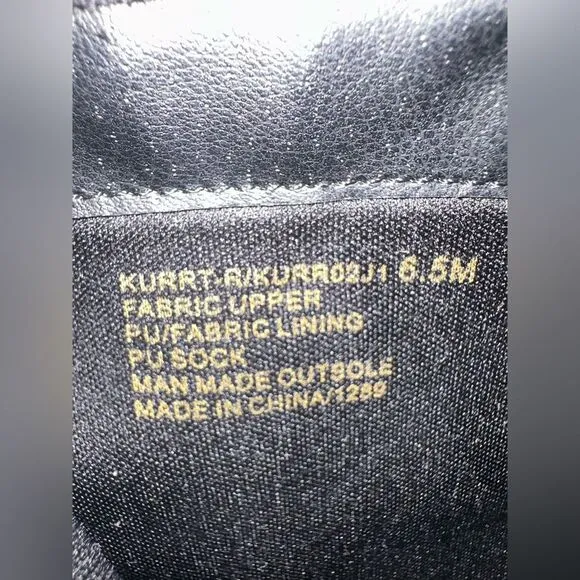 KURRT-R/KURR02J1 6.5M
FABRIC UPPER
PU/FABRIC LINING
PU SOCK
MAN MADE OUTSOLE
MADE IN CHINA/1299